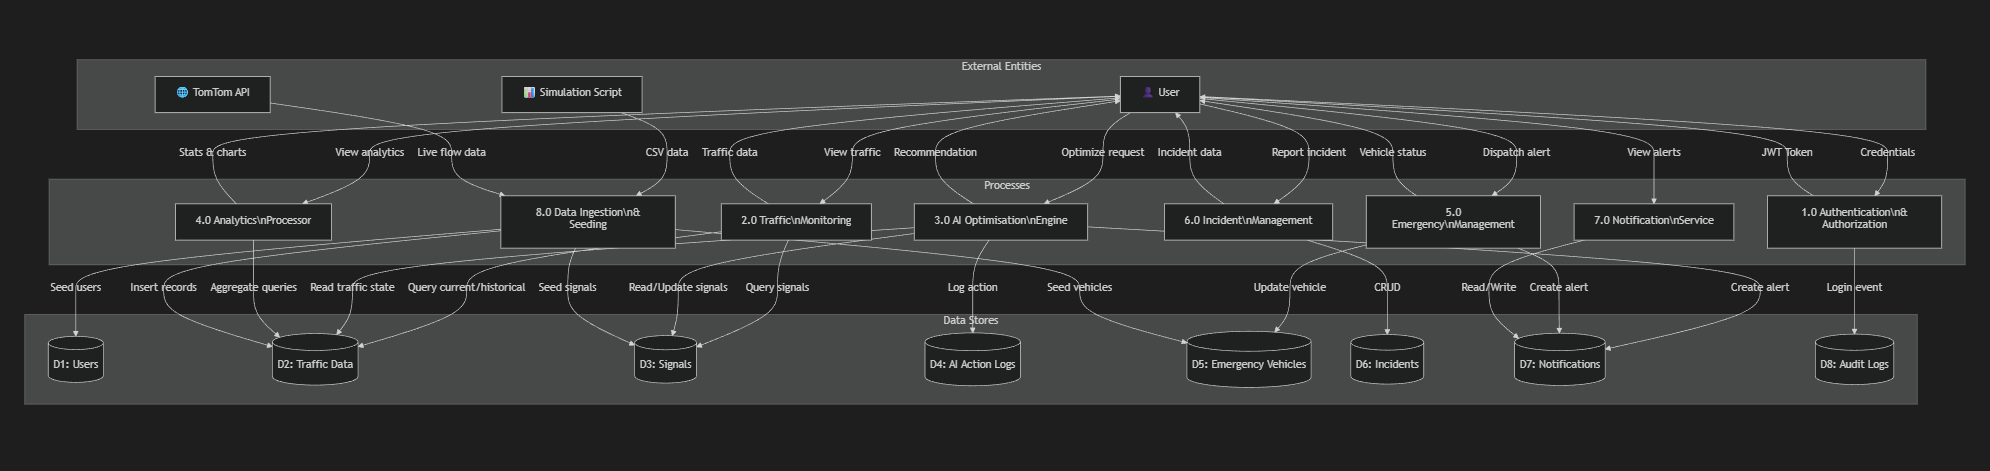 External Entities
🌐 TomTom API
📊 Simulation Script
👤 User
Stats & charts
View analytics
Live flow data
CSV data
Traffic data
View traffic
Recommendation
Optimize request
Incident data
Report incident
Vehicle status
Dispatch alert
View alerts
JWT Token
Credentials
Processes
4.0 Analytics\nProcessor
8.0 Data Ingestion\n&
Seeding
2.0 Traffic\nMonitoring
3.0 AI Optimisation\nEngine
6.0 Incident\nManagement
5.0
Emergency\nManagement
7.0 Notification\nService
1.0 Authentication\n&
Authorization
Seed users
Insert records
Aggregate queries
Read traffic state
Query current/historical
Seed signals
Read/Update signals
Query signals
Log action
Seed vehicles
Update vehicle
CRUD
Read/Write
Create alert
Create alert
Login event
Data Stores
D1: Users
D2: Traffic Data
D3: Signals
D4: AI Action Logs
D5: Emergency Vehicles
D6: Incidents
D7: Notifications
D8: Audit Logs